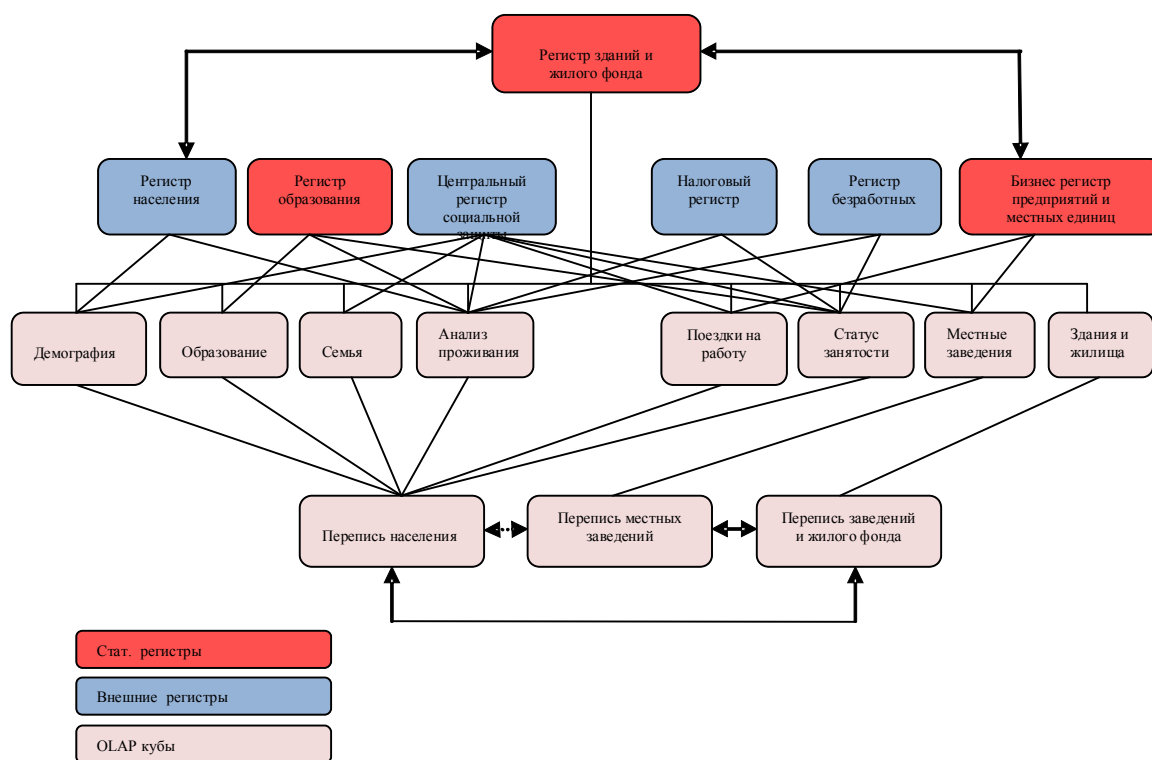 Регистр зданий и
жилого фонда
Регистр
населения
Регистр
образования
Центральный
регистр
социальной
защиты
Налоговый
регистр
Регистр
безработных
Бизнес регистр
предприятий и
местных единиц
Демография
Образование
Семья
Анализ
проживания
Поездки на
работу
Статус
занятости
Местные
заведения
Здания и
жилища
Перепись населения
Перепись местных
заведений
Перепись заведений
и жилого фонда
Стат. регистры
Внешние регистры
OLAP кубы